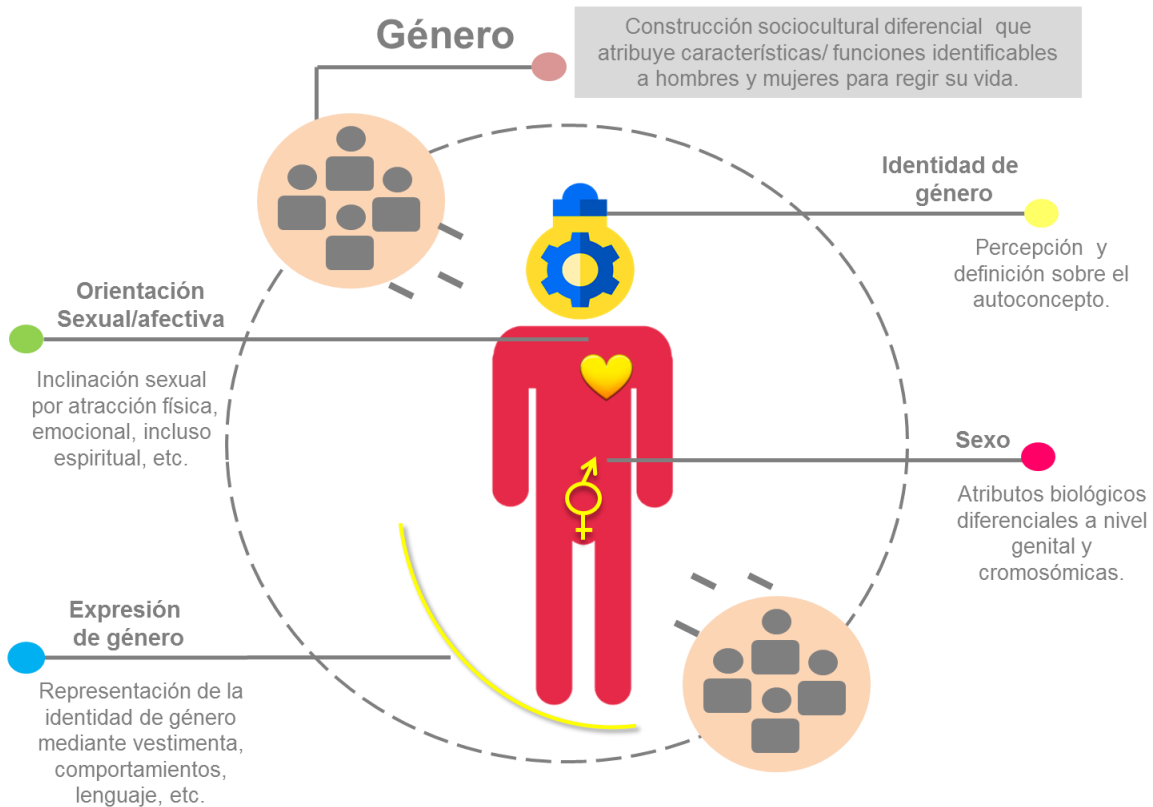 Género
Construcción sociocultural diferencial que
atribuye características/ funciones identificables
a hombres y mujeres para regir su vida.
Identidad de
género
Percepción y
definición sobre el
autoconcepto.
Orientación
Sexual/afectiva
Inclinación sexual
por atracción física,
emocional, incluso
espiritual, etc.
Sexo
Atributos biológicos
diferenciales a nivel
genital y
cromosómicas.
Expresión
de género
Representación de la
identidad de género
mediante vestimenta,
comportamientos,
lenguaje, etc.